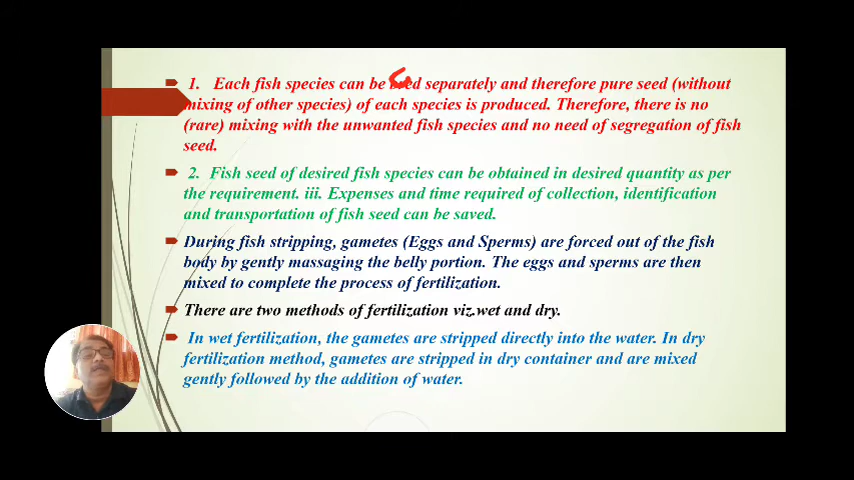 1. Each fish species can be bred separately and therefore pure seed (without
mixing of other species) of each species is produced. Therefore, there is no
(rare) mixing with the unwanted fish species and no need of segregation of fish
seed.
2. Fish seed of desired fish species can be obtained in desired quantity as per
the requirement. iii. Expenses and time required of collection, identification
and transportation of fish seed can be saved.
During fish stripping, gametes (Eggs and Sperms) are forced out of the fish
body by gently massaging the belly portion. The eggs and sperms are then
mixed to complete the process of fertilization.
There are two methods of fertilization viz.wet and dry.
In wet fertilization, the gametes are stripped directly into the water. In dry
fertilization method, gametes are stripped in dry container and are mixed
gently followed by the addition of water.